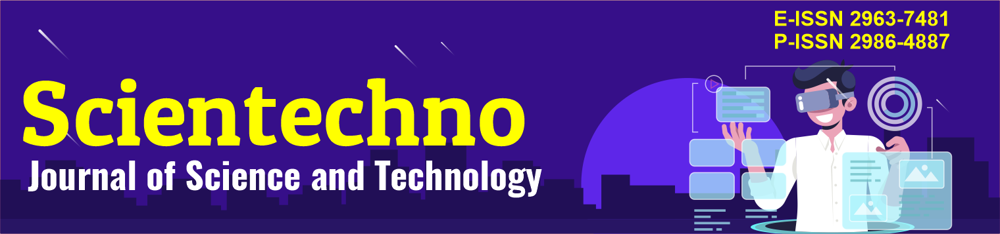 E-ISSN 2963-7481
P-ISSN 2986-4887
Scientechno
Journal of Science and Technology